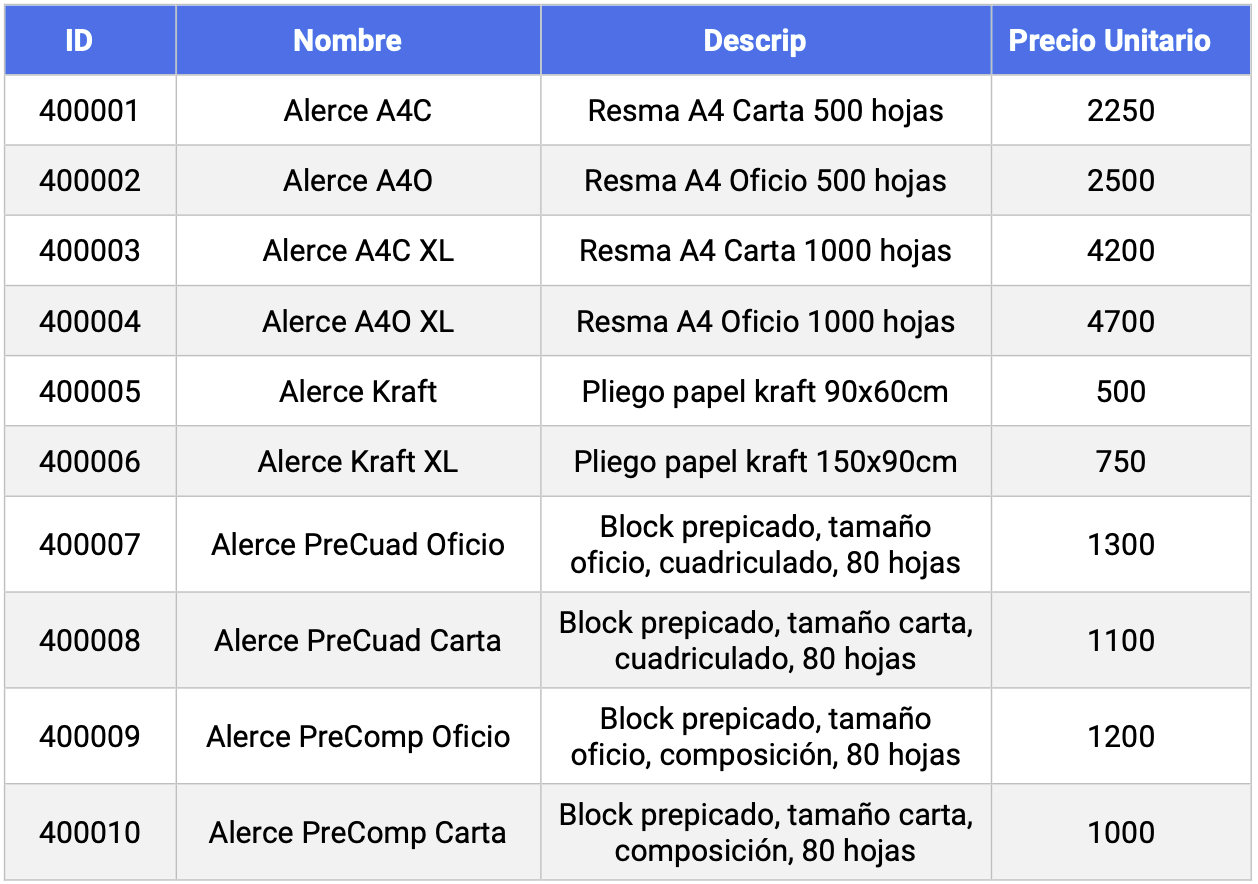 ID Nombre Descrip Precio Unitario
400001 Alerce A4C Resma A4 Carta 500 hojas 2250
400002 Alerce A4O Resma A4 Oficio 500 hojas 2500
400003 Alerce A4C XL Resma A4 Carta 1000 hojas 4200
400004 Alerce A4O XL Resma A4 Oficio 1000 hojas 4700
400005 Alerce Kraft Pliego papel kraft 90x60cm 500
400006 Alerce Kraft XL Pliego papel kraft 150x90cm 750
400007 Alerce PreCuad Oficio Block prepicado, tamaño
oficio, cuadriculado, 80 hojas 1300
400008 Alerce PreCuad Carta Block prepicado, tamaño carta,
cuadriculado, 80 hojas 1100
400009 Alerce PreComp Oficio Block prepicado, tamaño
oficio, composición, 80 hojas 1200
400010 Alerce PreComp Carta Block prepicado, tamaño carta,
composición, 80 hojas 1000